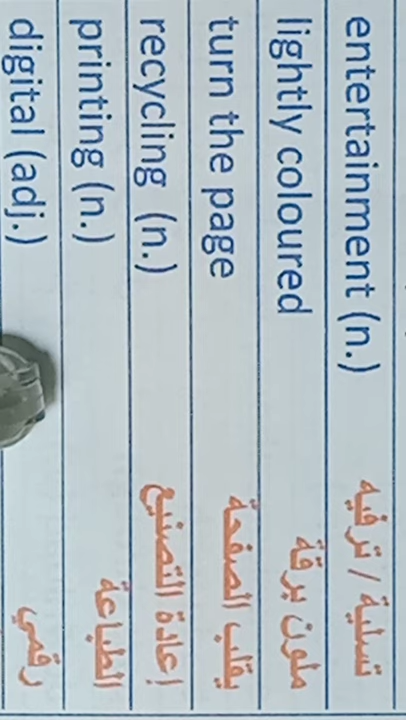 entertainment (n.) تسلية / ترفيه
lightly coloured ملون برقة
turn the page يقلب الصفحة
recycling (n.) إعادة التصنيع
printing (n.) الطباعة
digital (adj.) رقمي